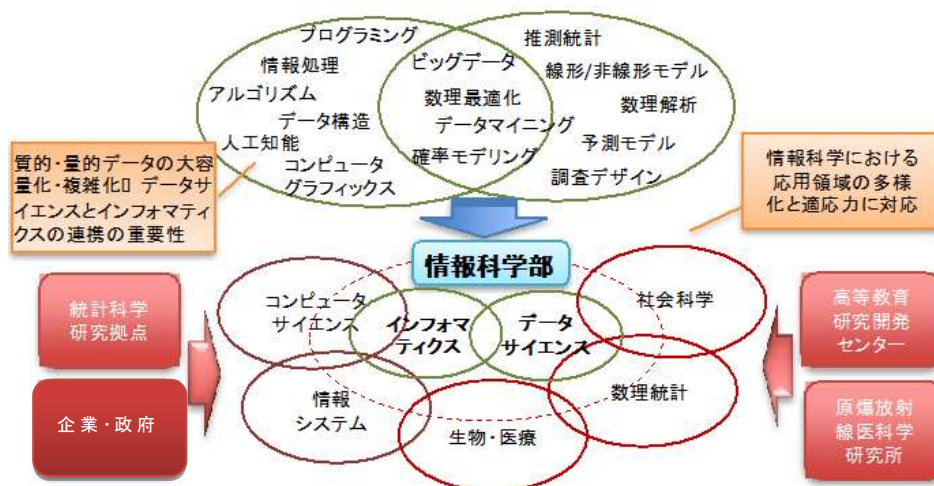 プログラミング
情報処理
アルゴリズム
データ構造
人工知能
コンピュータ
グラフィックス
ビッグデータ
数理最適化
データマイニング
確率モデリング
推測統計
線形/非線形モデル
数理解析
予測モデル
調査デザイン
質的・量的データの大容
量化・複雑化▯ データサ
イエンスとインフォマティ
クスの連携の重要性
情報科学における
応用領域の多様
化と適応力に対応
情報科学部
コンピュータ
サイエンス
インフォマ
ティクス
データ
サイエンス
社会科学
情報
システム
生物・医療
数理統計
統計科学
研究拠点
企業・政府
高等教育
研究開発
センター
原爆放射
線医科学
研究所